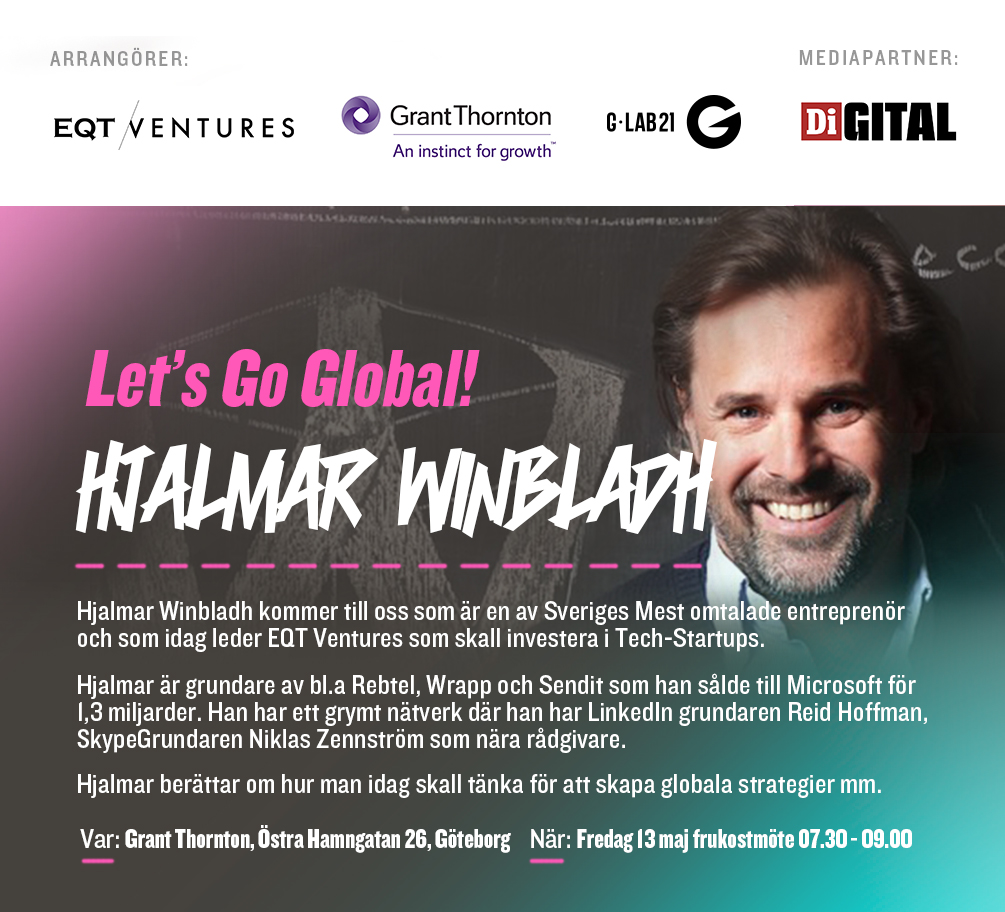 ARRANGÖRER:
MEDIAPARTNER:
EQT VENTURES
Grant Thornton
An instinct for growth™
G·LAB21
G
DiGITAL
eco
Let's Go Global!
HJALMAR WINBLADH
Hjalmar Winbladh kommer till oss som är en av Sveriges Mest omtalade entreprenör
och som idag leder EQT Ventures som skall investera i Tech-Startups.
Hjalmar är grundare av bl.a Rebtel, Wrapp och Sendit som han sålde till Microsoft för
1,3 miljarder. Han har ett grymt nätverk där han har LinkedIn grundaren Reid Hoffman,
SkypeGrundaren Niklas Zennström som nära rådgivare.
Hjalmar berättar om hur man idag skall tänka för att skapa globala strategier mm.
Var: Grant Thornton, Östra Hamngatan 26, Göteborg När: Fredag 13 maj frukostmöte 07.30 - 09.00